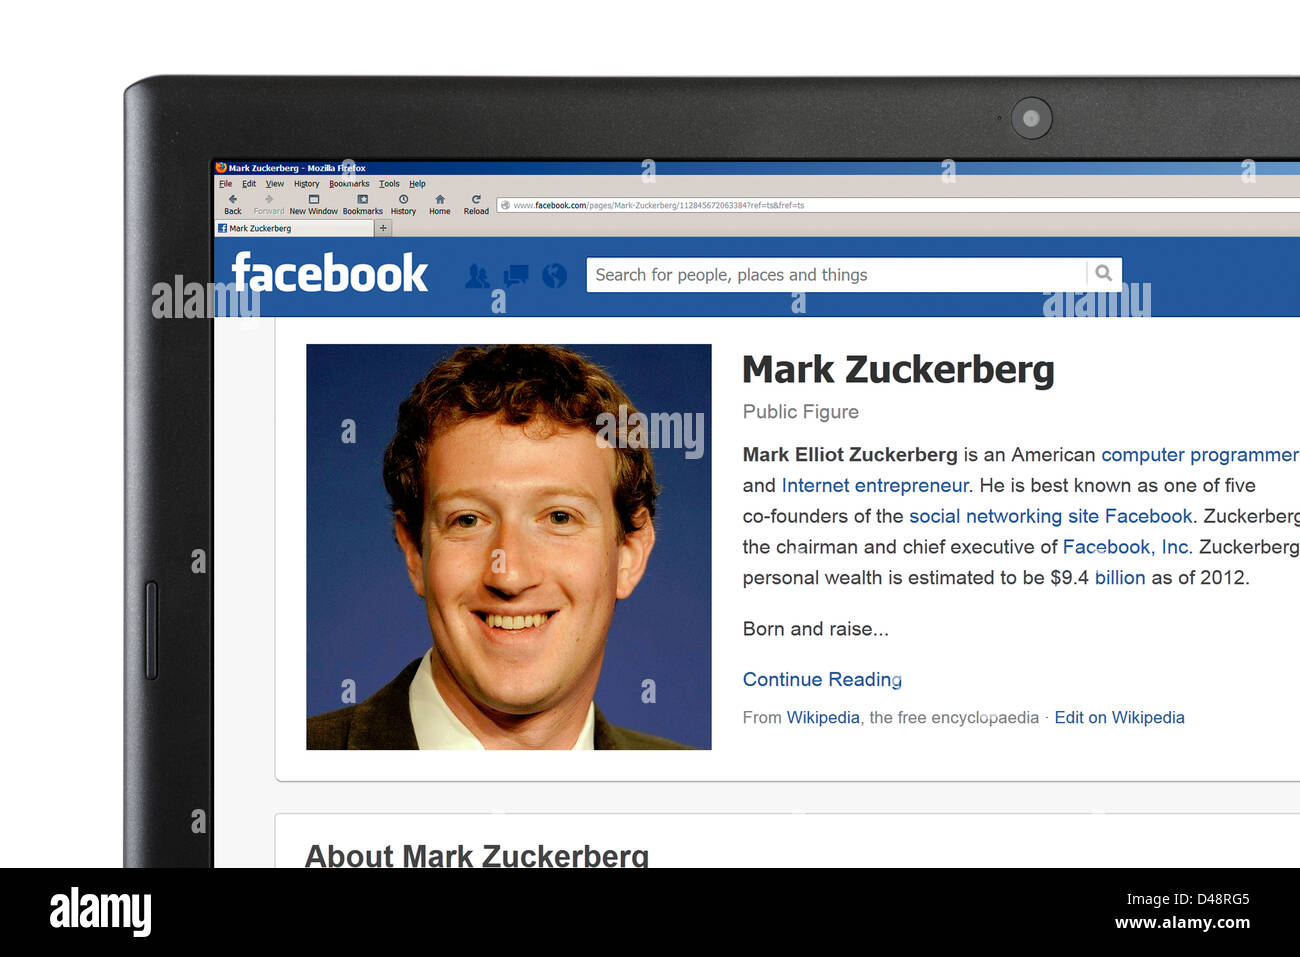 Mark Zuckerberg - Mozilla Firefox
File Edit View History Bookmarks Tools Help
Back Forward New Window Bookmarks History Home Reload
www.facebook.com/pages/Mark-Zuckerberg/112845672063384?ref=ts&fref=ts
Mark Zuckerberg +
facebook
Search for people, places and things
alamy
alamy
alamy
Mark Zuckerberg
Public Figure
Mark Elliot Zuckerberg is an American computer programmer
and Internet entrepreneur. He is best known as one of five
co-founders of the social networking site Facebook. Zuckerberg
the chairman and chief executive of Facebook, Inc. Zuckerberg
personal wealth is estimated to be $9.4 billion as of 2012.
Born and raise...
Continue Reading
From Wikipedia, the free encyclopaedia · Edit on Wikipedia
About Mark Zuckerberg
a a a a
a a
a
a a
a a
a
alamy
Image ID: D48RG5
www.alamy.com